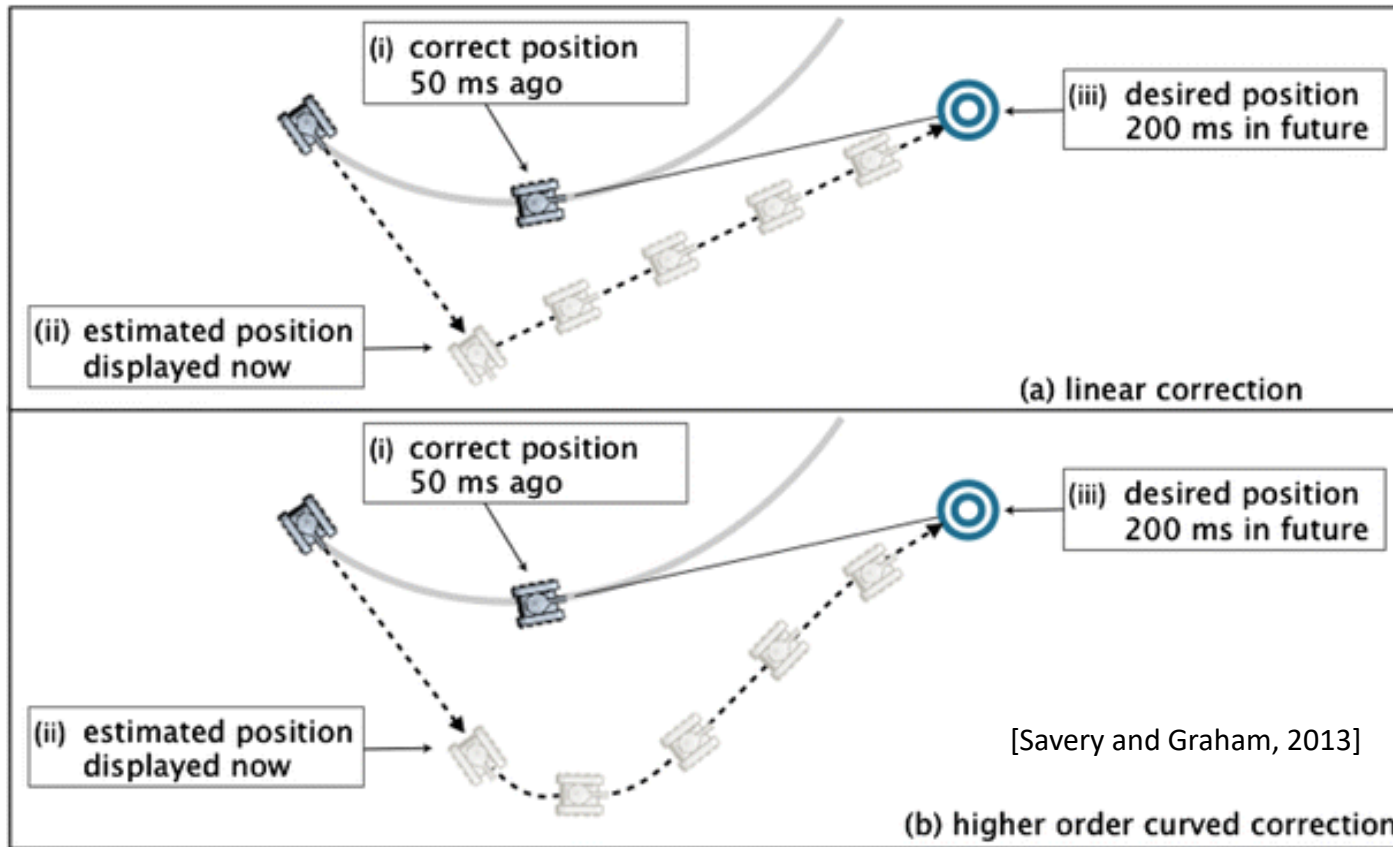 (i) correct position
50 ms ago
(iii) desired position
200 ms in future
(ii) estimated position
displayed now
(a) linear correction
(i) correct position
50 ms ago
(iii) desired position
200 ms in future
(ii) estimated position
displayed now
[Savery and Graham, 2013]
(b) higher order curved correction